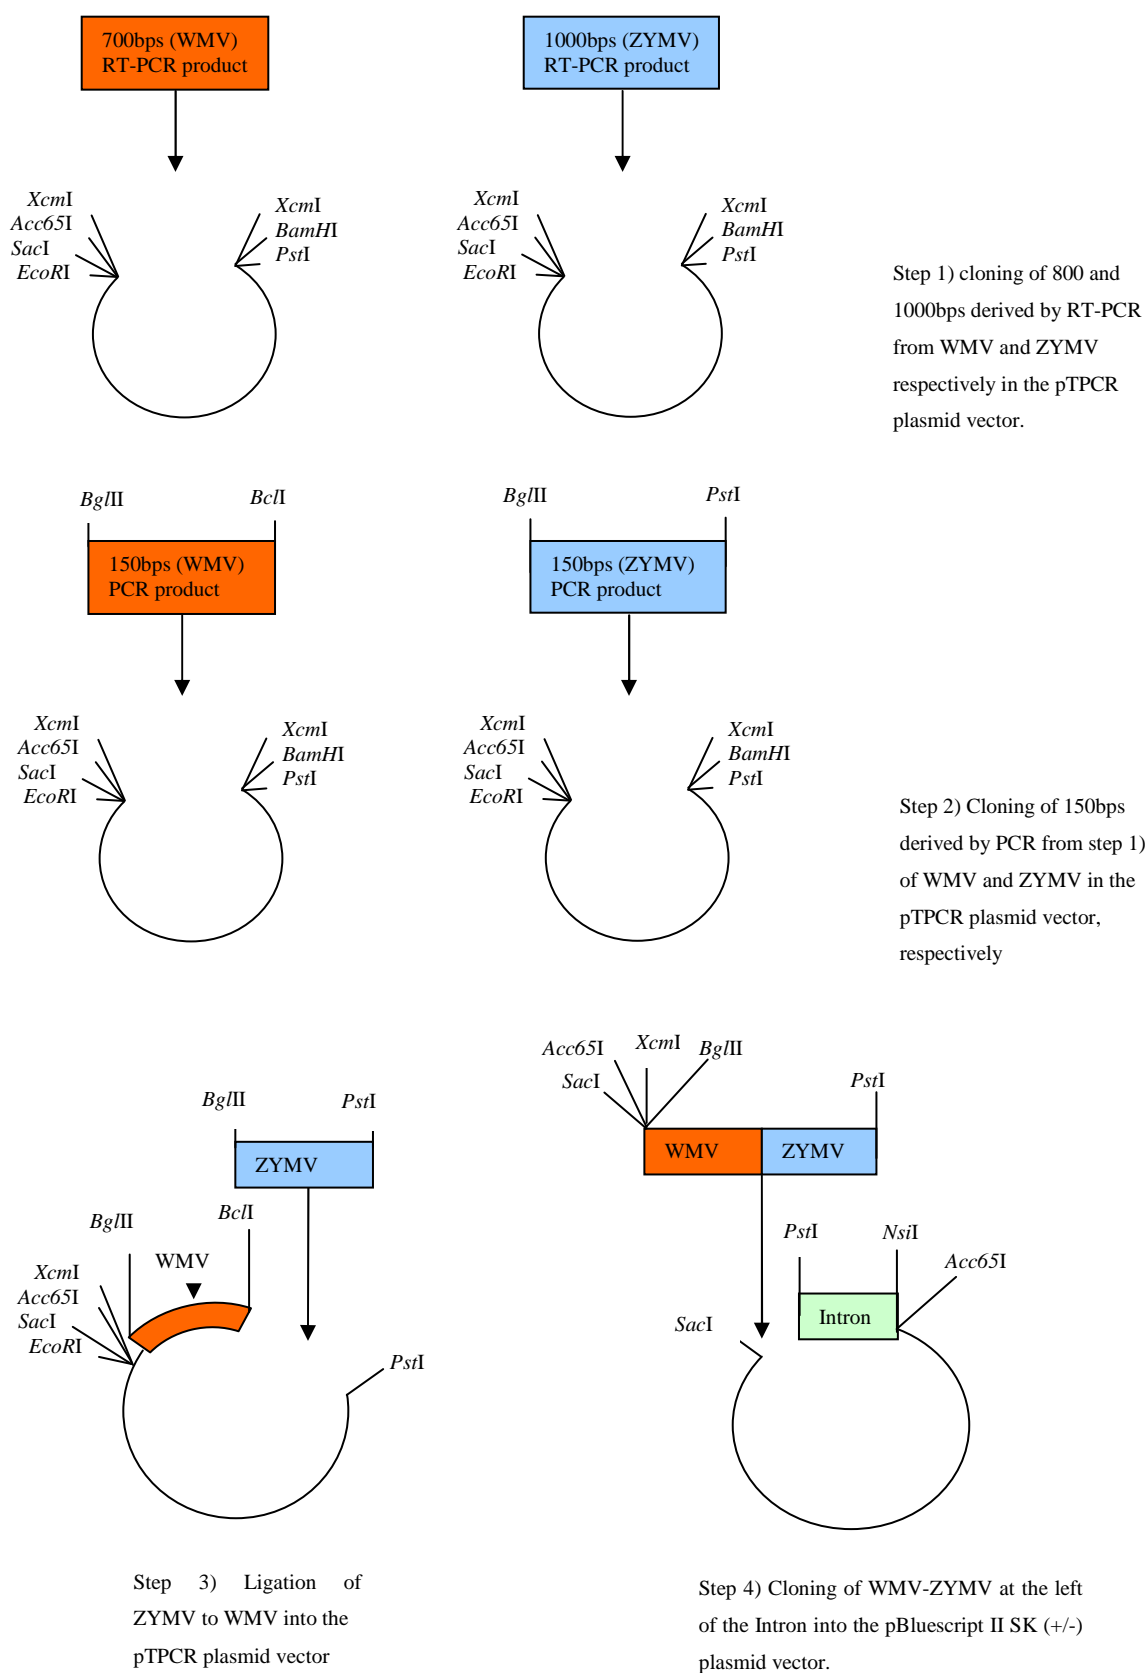 700bps (WMV)
RT-PCR product
1000bps (ZYMV)
RT-PCR product
XcmI
Acc65I
SacI
EcoRI
XcmI
BamHI
PstI
XcmI
Acc65I
SacI
EcoRI
XcmI
BamHI
PstI
Step 1) cloning of 800 and
1000bps derived by RT-PCR
from WMV and ZYMV
respectively in the pTPCR
plasmid vector.
BglII
BclI
150bps (WMV)
PCR product
BglII
PstI
150bps (ZYMV)
PCR product
XcmI
Acc65I
SacI
EcoRI
XcmI
BamHI
PstI
XcmI
Acc65I
SacI
EcoRI
XcmI
BamHI
PstI
Step 2) Cloning of 150bps
derived by PCR from step 1)
of WMV and ZYMV in the
pTPCR plasmid vector,
respectively
BglII
PstI
ZYMV
BglII
BclI
WMV
XcmI
Acc65I
SacI
EcoRI
PstI
Step 3) Ligation of
ZYMV to WMV into the
pTPCR plasmid vector
Acc65I
XcmI
BglII
SacI
PstI
WMV
ZYMV
PstI
NsiI
Acc65I
Intron
SacI
Step 4) Cloning of WMV-ZYMV at the left
of the Intron into the pBluescript II SK (+/-)
plasmid vector.